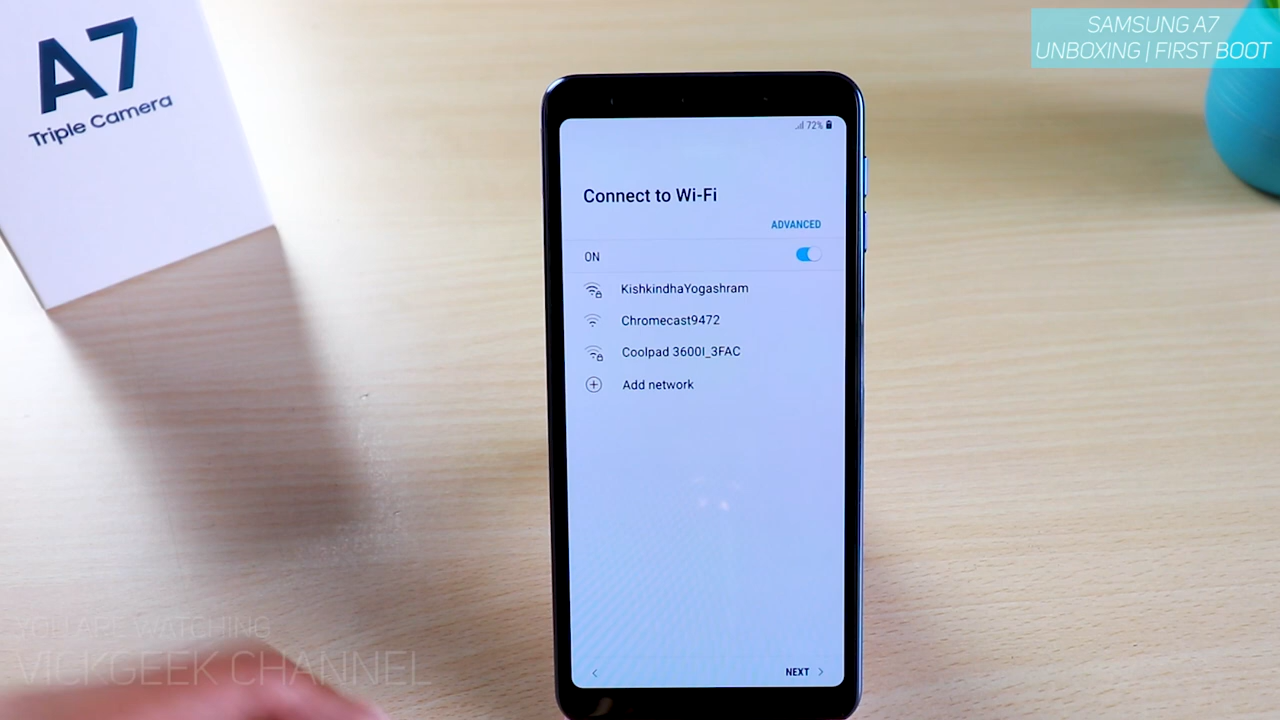 A7
Triple Camera
SAMSUNG A7
UNBOXING | FIRST BOOT
72%
Connect to Wi-Fi
ADVANCED
ON
KishkindhaYogashram
Chromecast9472
Coolpad 3600I_3FAC
Add network
NEXT
YOU ARE WATCHING
VICKGEEK CHANNEL